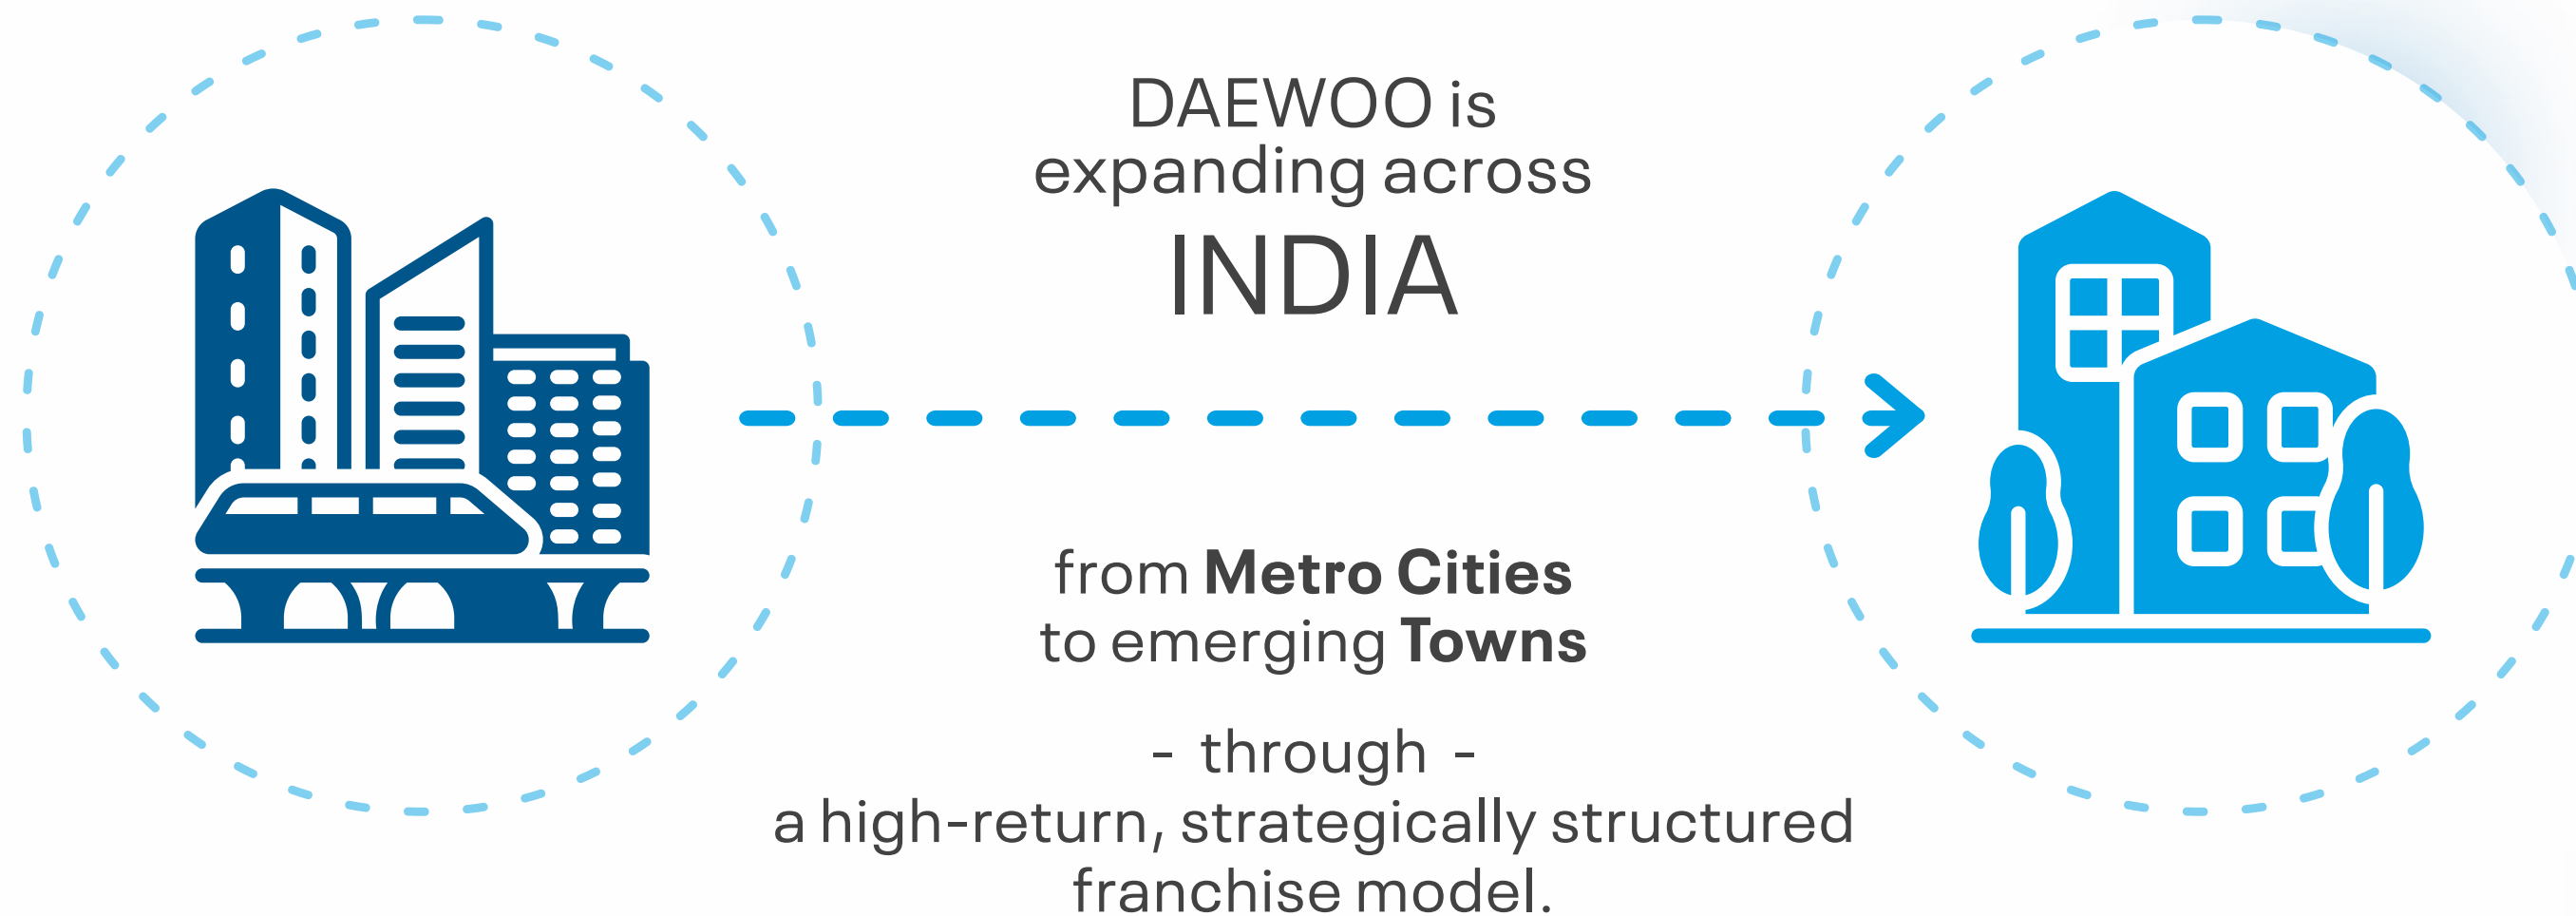 DAEWOO is
expanding across
INDIA
from Metro Cities
to emerging Towns
- through -
a high-return, strategically structured
franchise model.